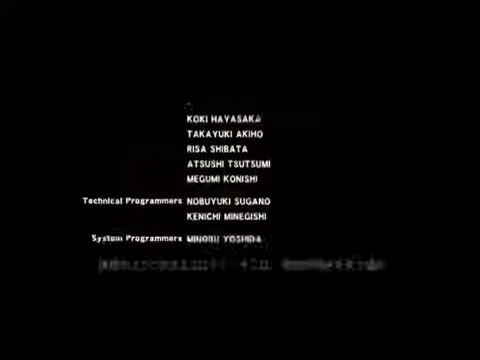 KOKI HAYASAKA
TAKAYUKI AKIHO
RISA SHIBATA
ATSUSHI TSUTSUMI
MEGUMI KONISHI
Technical Programmers NOBUYUKI SUGANO
KENICHI MINEGISHI
System Programmers MINORU YOSHIDA